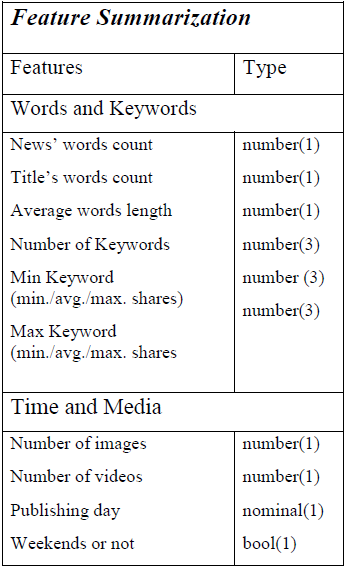 Feature Summarization
Features Type
Words and Keywords
News’ words count number(1)
Title’s words count number(1)
Average words length number(1)
Number of Keywords number(3)
Min Keyword number (3)
(min./avg./max. shares)
number(3)
Max Keyword
(min./avg./max. shares
Time and Media
Number of images number(1)
Number of videos number(1)
Publishing day nominal(1)
Weekends or not bool(1)